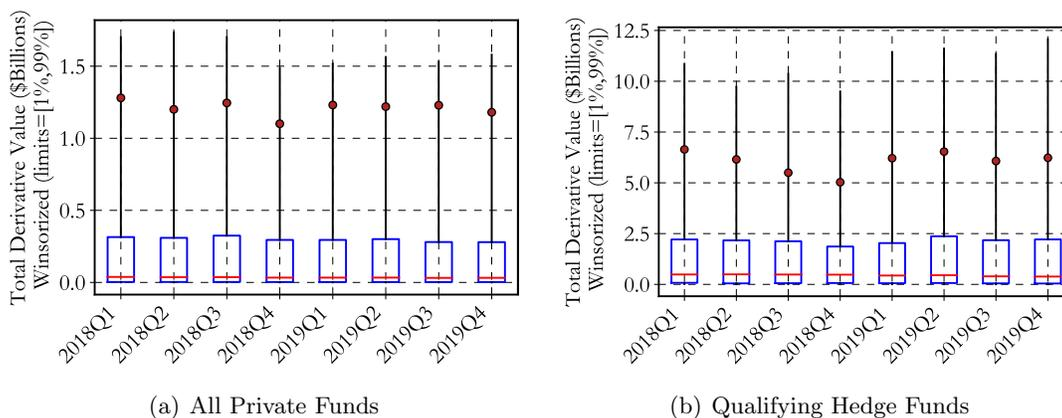 Total Derivative Value ($Billions)
Winsorized (limits=[1%,99%])
1.5
1.0
0.5
0.0
2018Q1
2018Q2
2018Q3
2018Q4
2019Q1
2019Q2
2019Q3
2019Q4
(a) All Private Funds
Total Derivative Value ($Billions)
Winsorized (limits=[1%,99%])
12.5
10.0
7.5
5.0
2.5
0.0
2018Q1
2018Q2
2018Q3
2018Q4
2019Q1
2019Q2
2019Q3
2019Q4
(b) Qualifying Hedge Funds